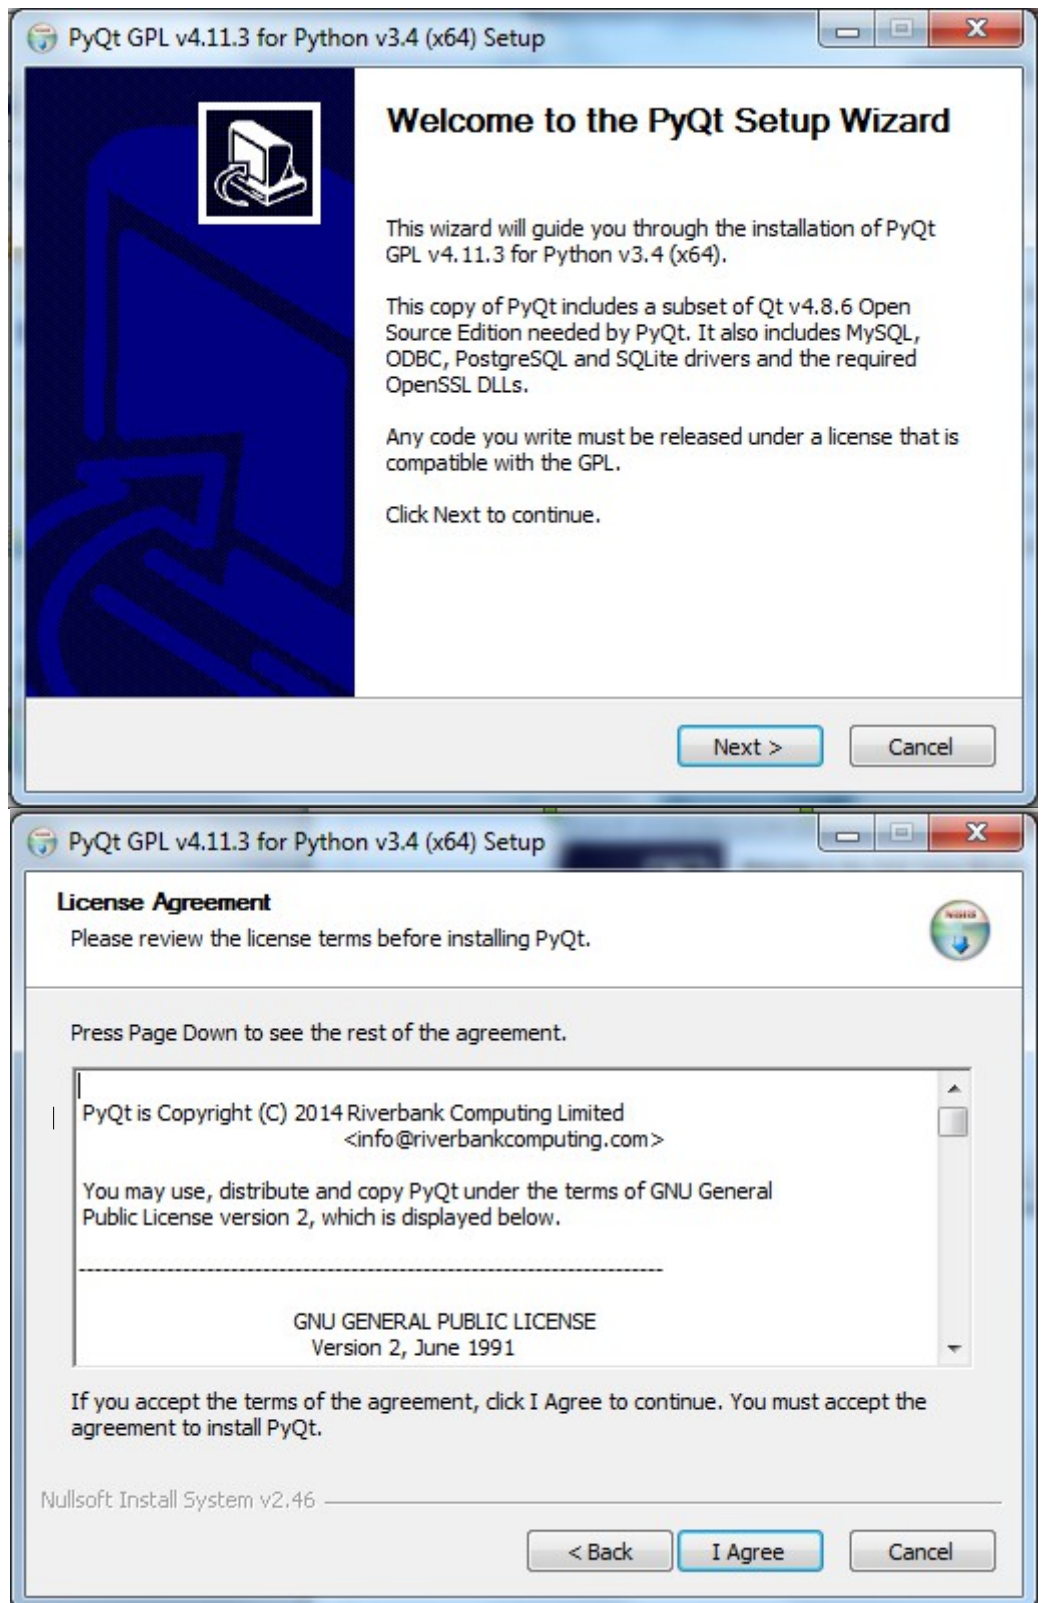 PyQt GPL v4.11.3 for Python v3.4 (x64) Setup
Welcome to the PyQt Setup Wizard
This wizard will guide you through the installation of PyQt
GPL v4.11.3 for Python v3.4 (x64).
This copy of PyQt includes a subset of Qt v4.8.6 Open
Source Edition needed by PyQt. It also includes MySQL,
ODBC, PostgreSQL and SQLite drivers and the required
OpenSSL DLLs.
Any code you write must be released under a license that is
compatible with the GPL.
Click Next to continue.
Next >
Cancel
PyQt GPL v4.11.3 for Python v3.4 (x64) Setup
License Agreement
Please review the license terms before installing PyQt.
Press Page Down to see the rest of the agreement.
PyQt is Copyright (C) 2014 Riverbank Computing Limited
<info@riverbankcomputing.com>
You may use, distribute and copy PyQt under the terms of GNU General
Public License version 2, which is displayed below.
-------------------------------------------------------------------------
GNU GENERAL PUBLIC LICENSE
Version 2, June 1991
If you accept the terms of the agreement, click I Agree to continue. You must accept the
agreement to install PyQt.
Nullsoft Install System v2.46
< Back
I Agree
Cancel